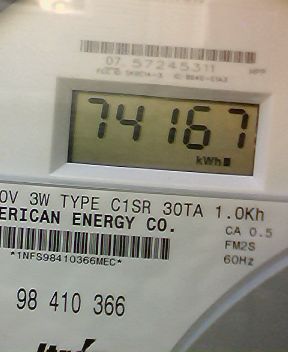 07 57245311
74167
kWh
0V 3W TYPE C1SR 30TA 1.0Kh
ERICAN ENERGY CO.
CA 0.5
FM2S
*1NFS98410366MEC*
60Hz
98 410 366